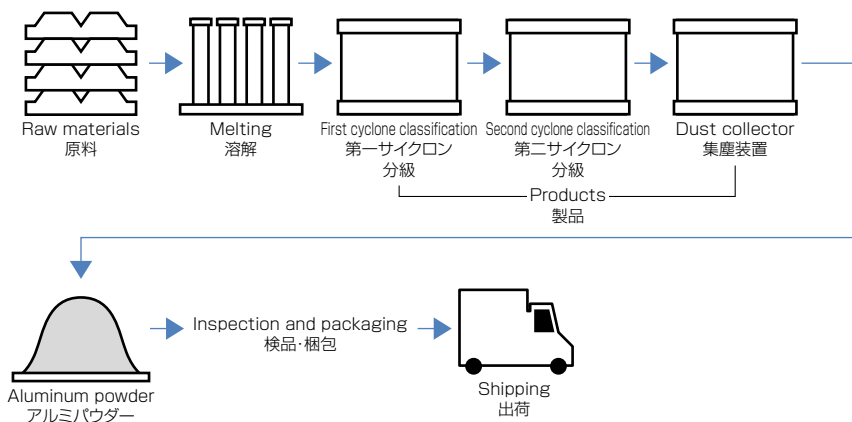 Raw materials
原料
Melting
溶解
First cyclone classification
第一サイクロン
分級
Second cyclone classification
第二サイクロン
分級
Dust collector
集塵装置
Products
製品
Aluminum powder
アルミパウダー
Inspection and packaging
検品・梱包
Shipping
出荷